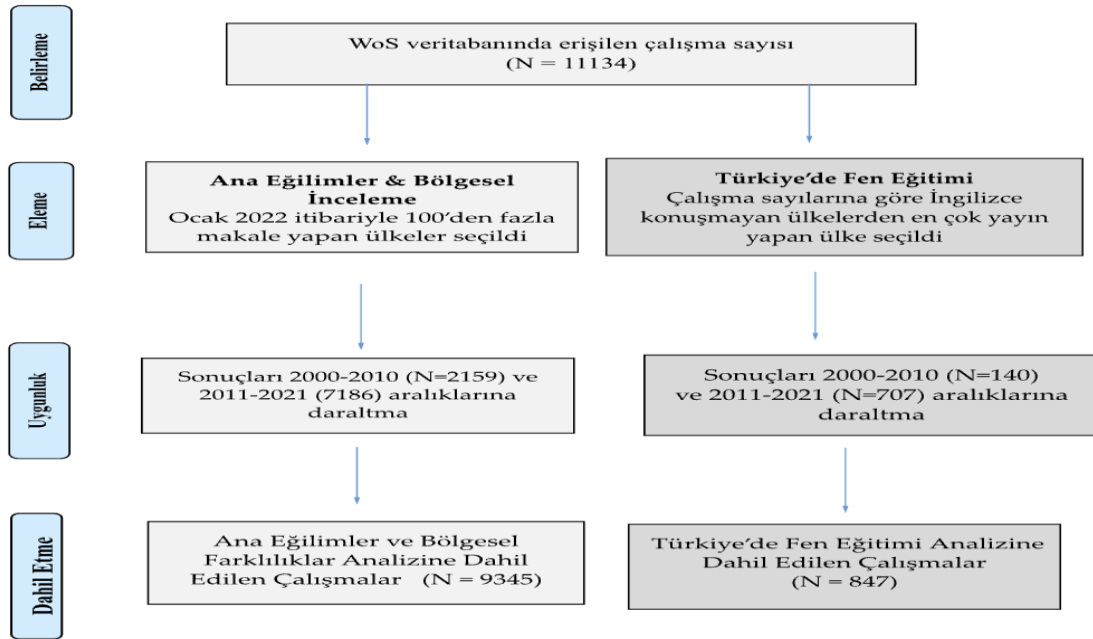 Belirleme
WoS veritabanında erişilen çalışma sayısı
(N = 11134)
Eleme
Ana Eğilimler & Bölgesel
İnceleme
Ocak 2022 itibariyle 100'den fazla
makale yapan ülkeler seçildi
Türkiye'de Fen Eğitimi
Çalışma sayılarına göre İngilizce
konuşmayan ülkelerden en çok yayın
yapan ülke seçildi
Uygunluk
Sonuçları 2000-2010 (N=2159) ve
2011-2021 (7186) aralıklarına
daraltma
Sonuçları 2000-2010 (N=140)
ve 2011-2021 (N=707) aralıklarına
daraltma
Dahil Etme
Ana Eğilimler ve Bölgesel
Farklılıklar Analizine Dahil
Edilen Çalışmalar (N = 9345)
Türkiye'de Fen Eğitimi Analizine
Dahil Edilen Çalışmalar
(N = 847)